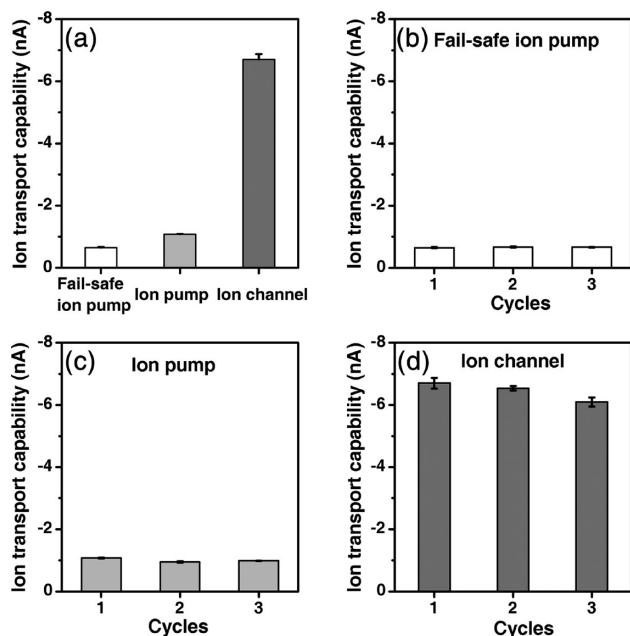 (a)
Ion transport capability (nA)
-8
-6
-4
-2
0
Fail-safe
ion pump
Ion pump
Ion channel
(b)
Fail-safe ion pump
Ion transport capability (nA)
-8
-6
-4
-2
0
1
2
3
Cycles
(c)
Ion pump
Ion transport capability (nA)
-8
-6
-4
-2
0
1
2
3
Cycles
(d)
Ion channel
Ion transport capability (nA)
-8
-6
-4
-2
0
1
2
3
Cycles